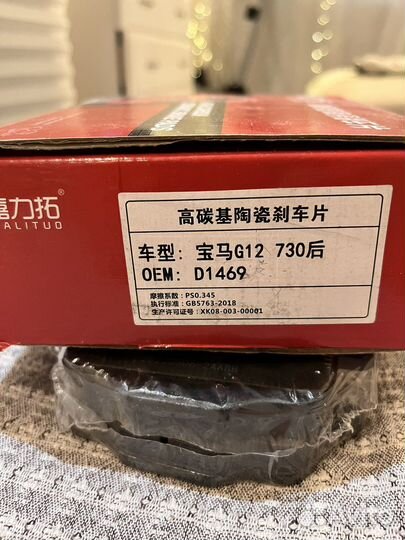 力拓®
ALITUO
高碳基陶瓷刹车片
车型: 宝马G12 730后
OEM: D1469
摩擦系数: PS0.345
执行标准: GB5763-2018
生产许可证号: XK08-003-00001